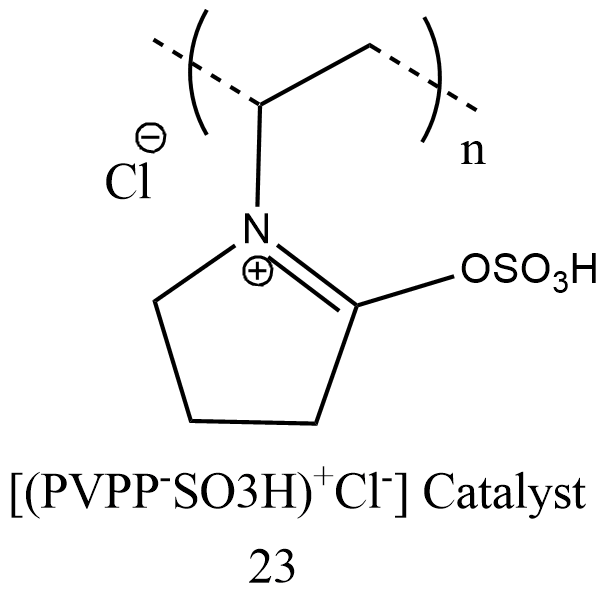 Cl⊖
n
N
⊕
OSO₃H
[(PVPP⁻SO3H)⁺Cl⁻] Catalyst
23